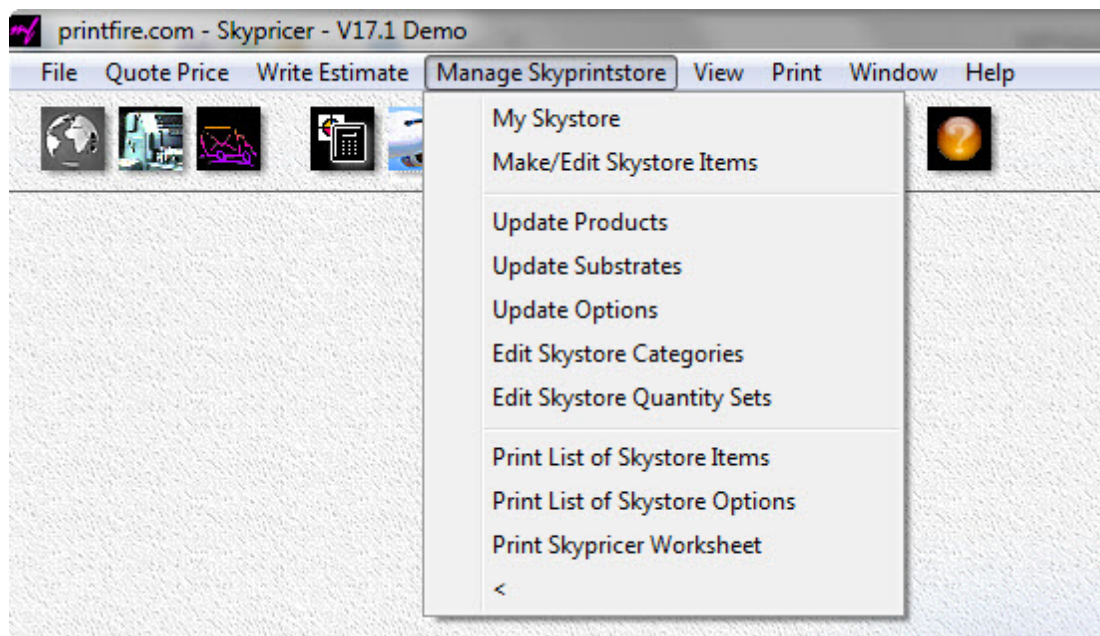 printfire.com - Skypricer - V17.1 Demo
File Quote Price Write Estimate Manage Skyprintstore View Print Window Help
My Skystore
Make/Edit Skystore Items
Update Products
Update Substrates
Update Options
Edit Skystore Categories
Edit Skystore Quantity Sets
Print List of Skystore Items
Print List of Skystore Options
Print Skypricer Worksheet
<
?